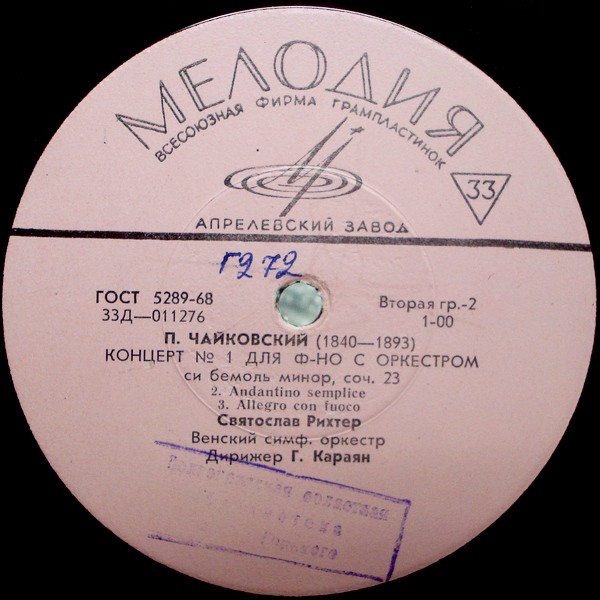 МЕЛОДИЯ
ВСЕСОЮЗНАЯ ФИРМА ГРАМПЛАСТИНОК
33
АПРЕЛЕВСКИЙ ЗАВОД
Г272
ГОСТ 5289-68
Вторая гр.-2
33Д—011276
1-00
П. ЧАЙКОВСКИЙ (1840—1893)
КОНЦЕРТ № 1 ДЛЯ Ф-НО С ОРКЕСТРОМ
си бемоль минор, соч. 23
2. Andantino semplice
3. Allegro con fuoco
Святослав Рихтер
Венский симф. оркестр
Дирижер Г. Караян
областная
Горького